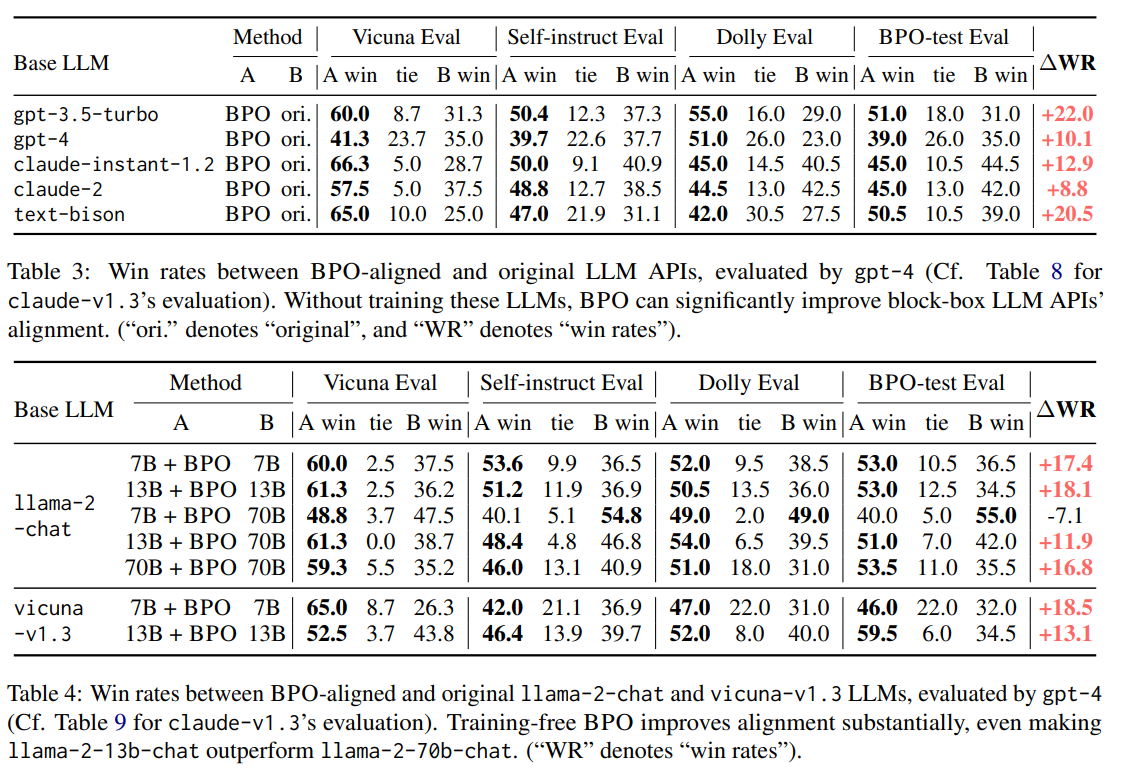 Base LLM Method Vicuna Eval Self-instruct Eval Dolly Eval BPO-test Eval ΔWR
A B A win tie B win A win tie B win A win tie B win A win tie B win
gpt-3.5-turbo BPO ori. 60.0 8.7 31.3 50.4 12.3 37.3 55.0 16.0 29.0 51.0 18.0 31.0 +22.0
gpt-4 BPO ori. 41.3 23.7 35.0 39.7 22.6 37.7 51.0 26.0 23.0 39.0 26.0 35.0 +10.1
claude-instant-1.2 BPO ori. 66.3 5.0 28.7 50.0 9.1 40.9 45.0 14.5 40.5 45.0 10.5 44.5 +12.9
claude-2 BPO ori. 57.5 5.0 37.5 48.8 12.7 38.5 44.5 13.0 42.5 45.0 13.0 42.0 +8.8
text-bison BPO ori. 65.0 10.0 25.0 47.0 21.9 31.1 42.0 30.5 27.5 50.5 10.5 39.0 +20.5
Table 3: Win rates between BPO-aligned and original LLM APIs, evaluated by gpt-4 (Cf. Table 8 for
claude-v1.3's evaluation). Without training these LLMs, BPO can significantly improve block-box LLM APIs'
alignment. ("ori." denotes "original", and "WR" denotes "win rates").
Base LLM Method Vicuna Eval Self-instruct Eval Dolly Eval BPO-test Eval ΔWR
A B A win tie B win A win tie B win A win tie B win A win tie B win
llama-2
-chat
7B + BPO 7B 60.0 2.5 37.5 53.6 9.9 36.5 52.0 9.5 38.5 53.0 10.5 36.5 +17.4
13B + BPO 13B 61.3 2.5 36.2 51.2 11.9 36.9 50.5 13.5 36.0 53.0 12.5 34.5 +18.1
7B + BPO 70B 48.8 3.7 47.5 40.1 5.1 54.8 49.0 2.0 49.0 40.0 5.0 55.0 -7.1
13B + BPO 70B 61.3 0.0 38.7 48.4 4.8 46.8 54.0 6.5 39.5 51.0 7.0 42.0 +11.9
70B + BPO 70B 59.3 5.5 35.2 46.0 13.1 40.9 51.0 18.0 31.0 53.5 11.0 35.5 +16.8
vicuna
-v1.3
7B + BPO 7B 65.0 8.7 26.3 42.0 21.1 36.9 47.0 22.0 31.0 46.0 22.0 32.0 +18.5
13B + BPO 13B 52.5 3.7 43.8 46.4 13.9 39.7 52.0 8.0 40.0 59.5 6.0 34.5 +13.1
Table 4: Win rates between BPO-aligned and original llama-2-chat and vicuna-v1.3 LLMs, evaluated by gpt-4
(Cf. Table 9 for claude-v1.3's evaluation). Training-free BPO improves alignment substantially, even making
llama-2-13b-chat outperform llama-2-70b-chat. ("WR" denotes "win rates").